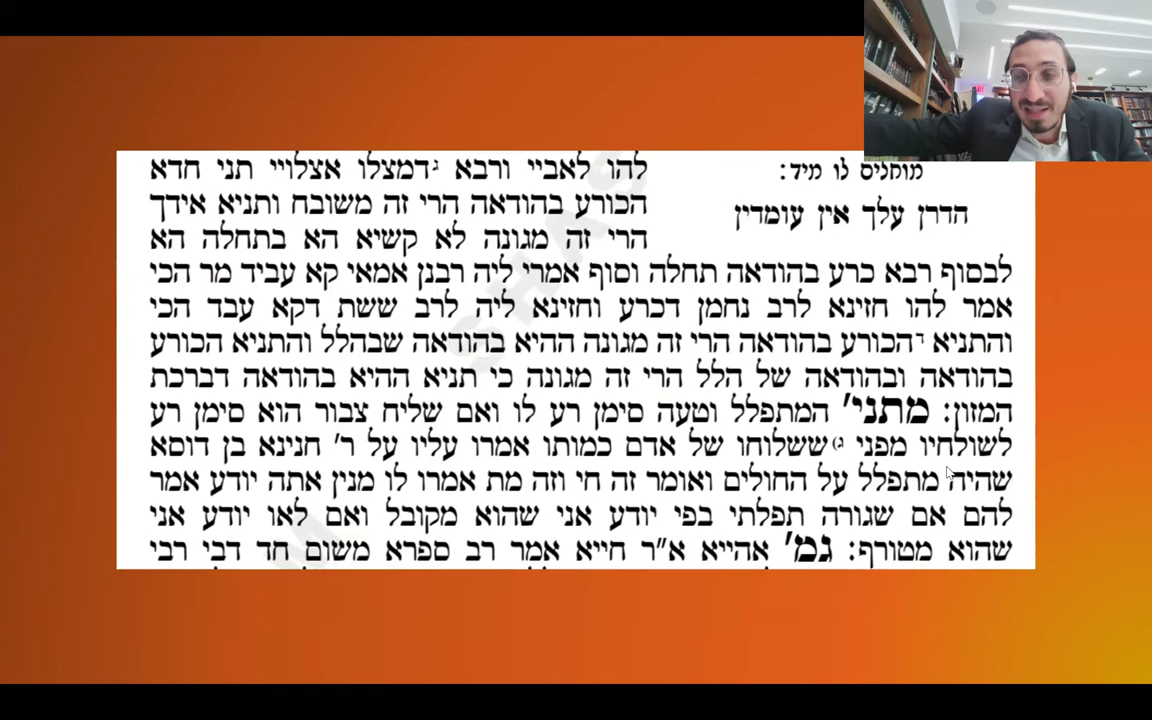 להו לאביי ורבא ג דמצלו אצלויי תני חדא
הכורע בהודאה הרי זה משובח ותניא אידך
הרי זה מגונה לא קשיא הא בתחלה הא
לו מיד:
הדרן עלך אין עומדין
לבסוף רבא כרע בהודאה תחלה וסוף אמרי ליה רבנן אמאי קא עביד מר הכי
אמר להו חזינא לרב נחמן דכרע וחזינא ליה לרב ששת דקא עבד הכי
והתניא ד הכורע בהודאה הרי זה מגונה ההיא בהודאה שבהלל והתניא הכורע
בהודאה ובהודאה של הלל הרי זה מגונה כי תניא ההיא בהודאה דברכת
המזון: מתני׳ המתפלל וטעה סימן רע לו ואם שליח צבור הוא סימן רע
לשולחיו מפני ג) ששלוחו של אדם כמותו אמרו עליו על ר׳ חנינא בן דוסא
שהיה מתפלל על החולים ואומר זה חי וזה מת אמרו לו מנין אתה יודע אמר
להם אם שגורה תפלתי בפי יודע אני שהוא מקובל ואם לאו יודע אני
שהוא מטורף: גמ׳ אהייא א״ר חייא אמר רב ספרא משום חד דבי רבי